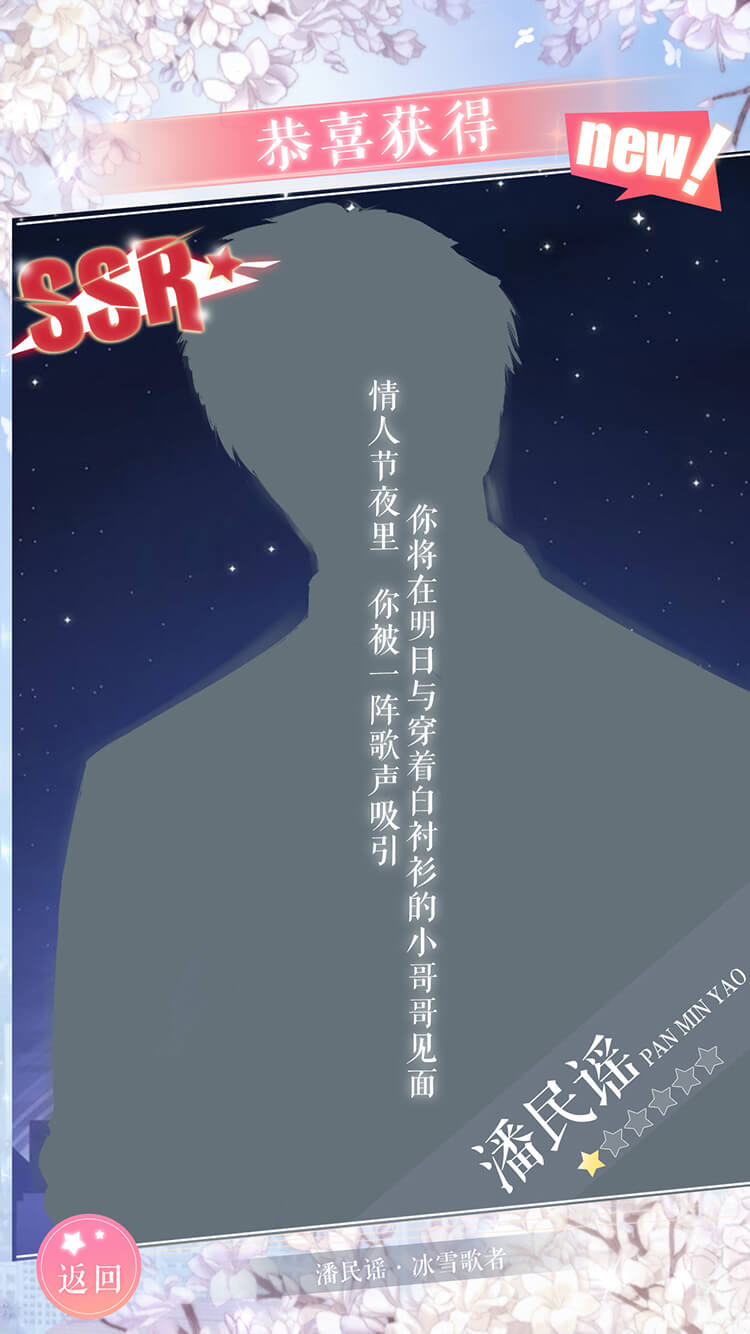 恭喜获得
new!
SSR
情人节夜里 你被一阵歌声吸引
你将在明日与穿着白衬衫的小哥哥见面
潘民谣 PAN MIN YAO
返回
潘民谣·冰雪歌者